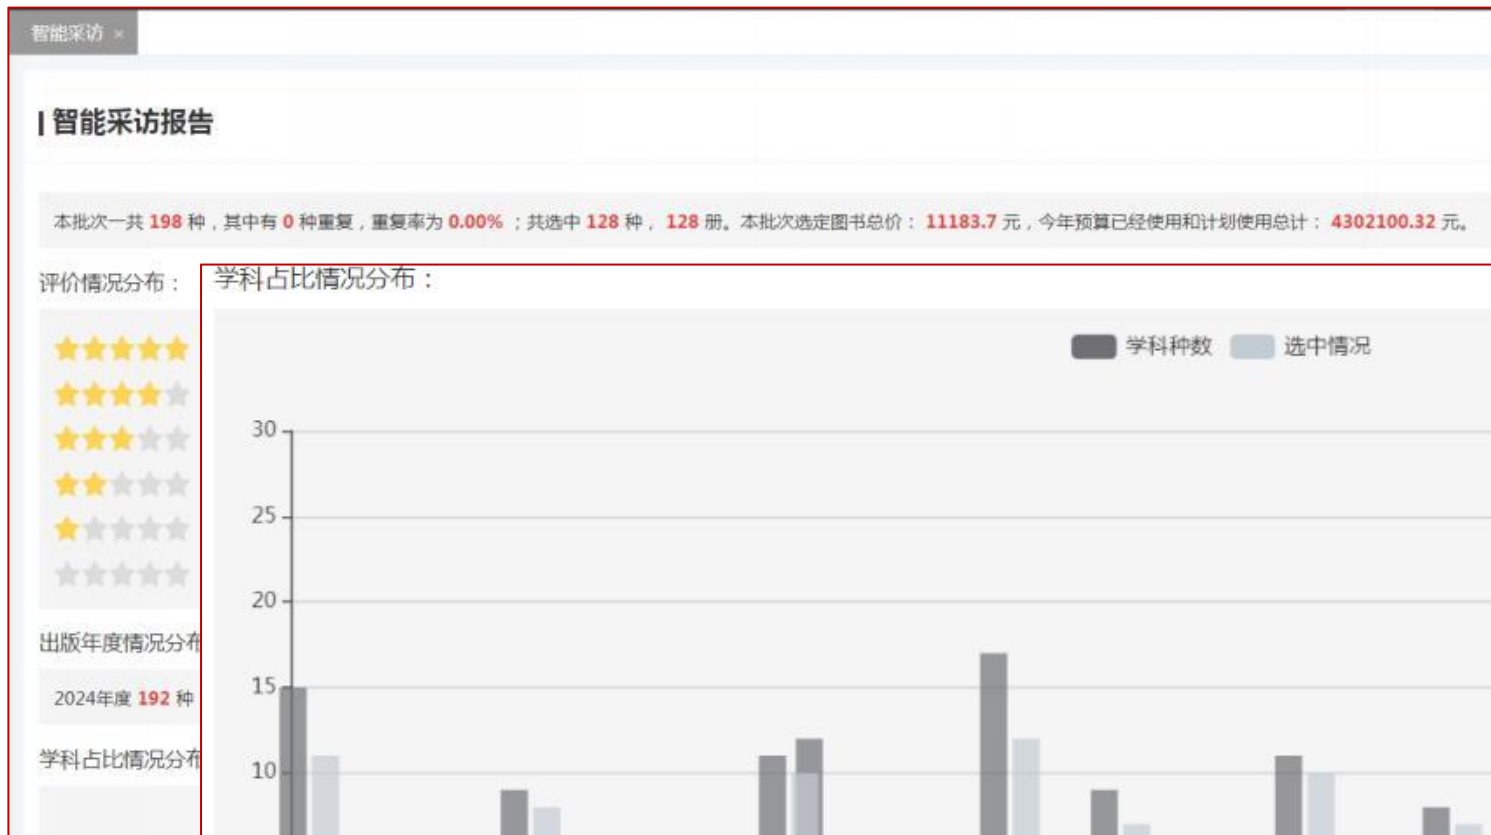 智能采访 ×
智能采访报告
本批次一共 198 种，其中有 0 种重复，重复率为 0.00% ；共选中 128 种， 128 册。本批次选定图书总价： 11183.7 元，今年预算已经使用和计划使用总计： 4302100.32 元。
评价情况分布：
学科占比情况分布：
学科种数 选中情况
30
25
20
15
10
出版年度情况分布
2024年度 192 种
学科占比情况分布